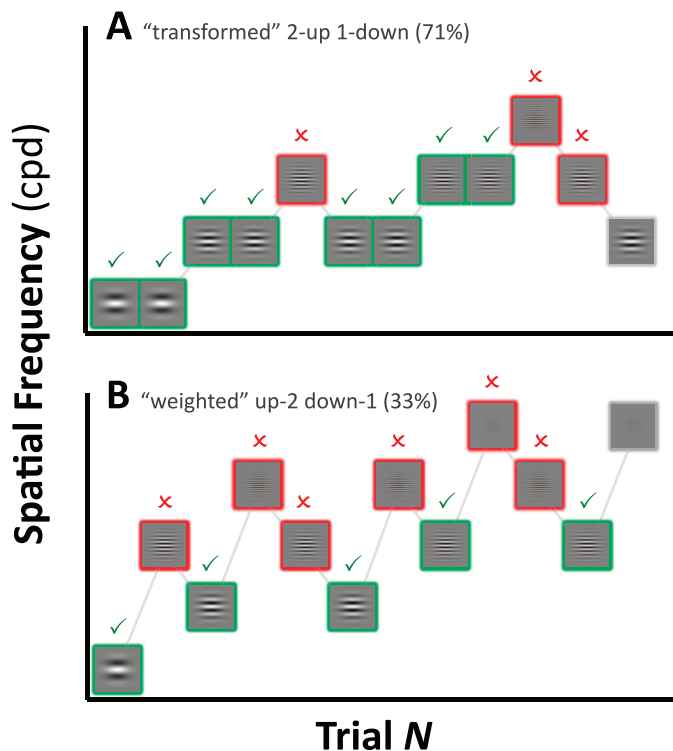 A “transformed” 2-up 1-down (71%)
Spatial Frequency (cpd)
B “weighted” up-2 down-1 (33%)
Trial N